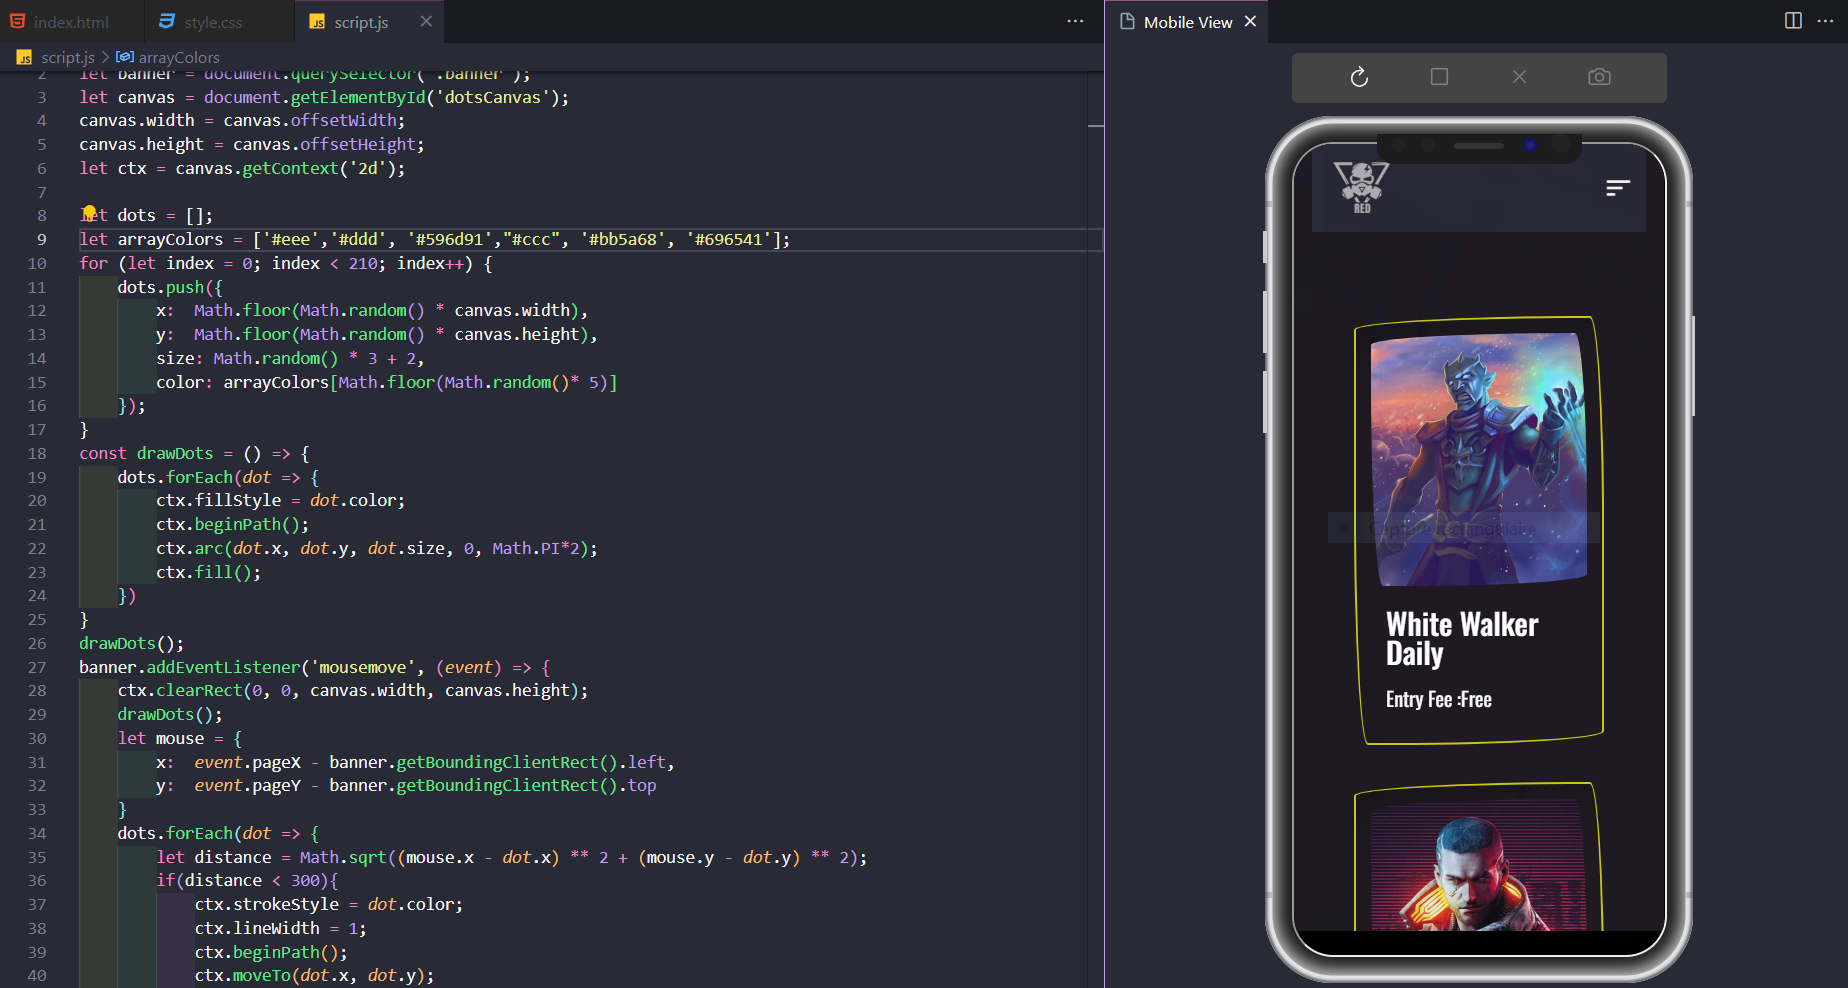 index.html
style.css
script.js
Mobile View
script.js > arrayColors
2 let banner = document.querySelector('.banner');
3 let canvas = document.getElementById('dotsCanvas');
4 canvas.width = canvas.offsetWidth;
5 canvas.height = canvas.offsetHeight;
6 let ctx = canvas.getContext('2d');
7
8 let dots = [];
9 let arrayColors = ['#eee','#ddd', '#596d91',"#ccc", '#bb5a68', '#696541'];
10 for (let index = 0; index < 210; index++) {
11 dots.push({
12 x:  Math.floor(Math.random() * canvas.width),
13 y:  Math.floor(Math.random() * canvas.height),
14 size: Math.random() * 3 + 2,
15 color: arrayColors[Math.floor(Math.random()* 5)]
16 });
17 }
18 const drawDots = () => {
19 dots.forEach(dot => {
20 ctx.fillStyle = dot.color;
21 ctx.beginPath();
22 ctx.arc(dot.x, dot.y, dot.size, 0, Math.PI*2);
23 ctx.fill();
24 })
25 }
26 drawDots();
27 banner.addEventListener('mousemove', (event) => {
28 ctx.clearRect(0, 0, canvas.width, canvas.height);
29 drawDots();
30 let mouse = {
31 x:  event.pageX - banner.getBoundingClientRect().left,
32 y:  event.pageY - banner.getBoundingClientRect().top
33 }
34 dots.forEach(dot => {
35 let distance = Math.sqrt((mouse.x - dot.x) ** 2 + (mouse.y - dot.y) ** 2);
36 if(distance < 300){
37 ctx.strokeStyle = dot.color;
38 ctx.lineWidth = 1;
39 ctx.beginPath();
40 ctx.moveTo(dot.x, dot.y);
RED
Capture rectangulaire
White Walker
Daily
Entry Fee :Free